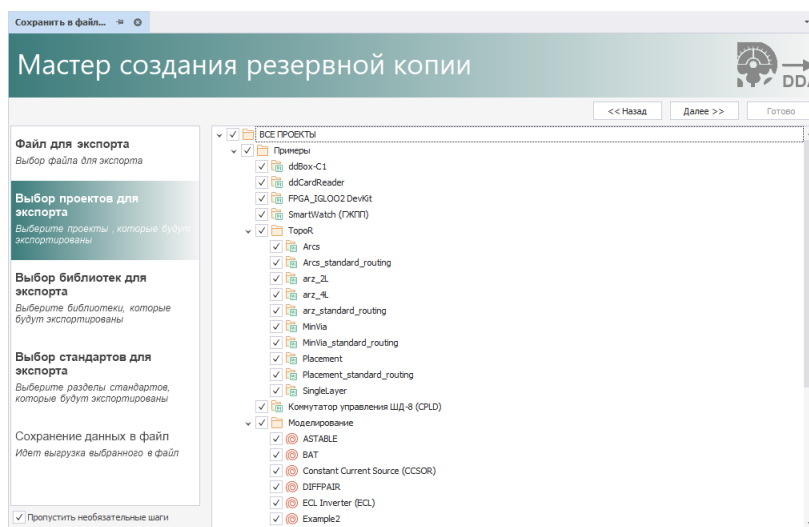 Сохранить в файл...
Мастер создания резервной копии
DDA
<< Назад
Далее >>
Готово
Файл для экспорта
Выбор файла для экспорта
Выбор проектов для
экспорта
Выберите проекты , которые будут
экспортированы
Выбор библиотек для
экспорта
Выберите библиотеки, которые
будут экспортированы
Выбор стандартов для
экспорта
Выберите разделы стандартов,
которые будут экспортированы
Сохранение данных в файл
Идет выгрузка выбранного в файл
Пропустить необязательные шаги
ВСЕ ПРОЕКТЫ
Примеры
ddBox-C1
ddCardReader
FPGA_IGLOO2 DevKit
SmartWatch (ГЖПП)
TopoR
Arcs
Arcs_standard_routing
arz_2L
arz_4L
arz_standard_routing
MinVia
MinVia_standard_routing
Placement
Placement_standard_routing
SingleLayer
Коммутатор управления ШД-8 (CPLD)
Моделирование
ASTABLE
BAT
Constant Current Source (CCSOR)
DIFFPAIR
ECL Inverter (ECL)
Example2